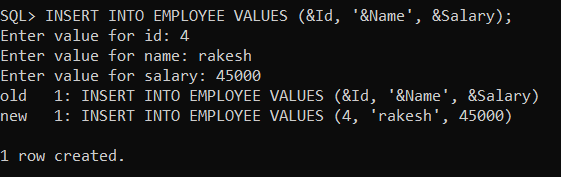 SQL> INSERT INTO EMPLOYEE VALUES (&Id, '&Name', &Salary);
Enter value for id: 4
Enter value for name: rakesh
Enter value for salary: 45000
old   1: INSERT INTO EMPLOYEE VALUES (&Id, '&Name', &Salary)
new   1: INSERT INTO EMPLOYEE VALUES (4, 'rakesh', 45000)
1 row created.